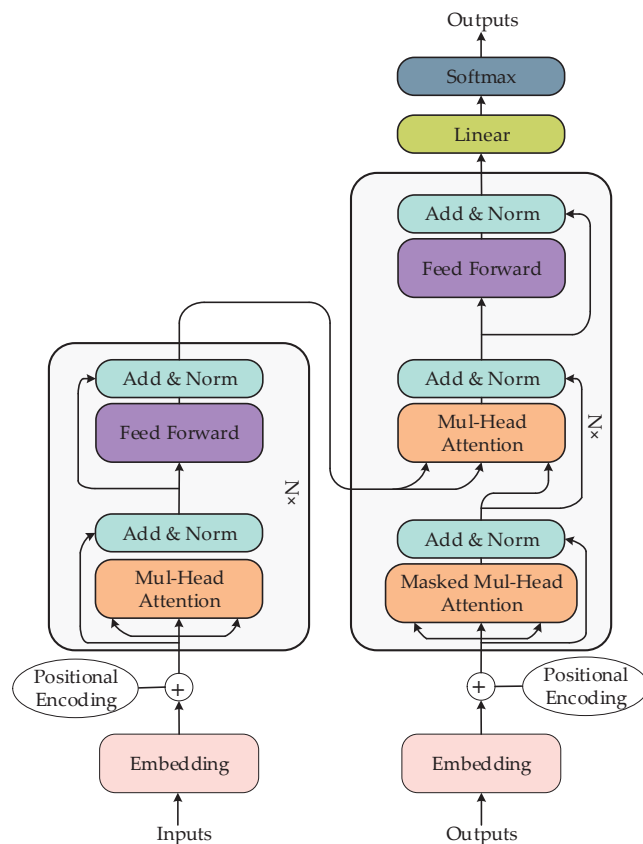 Outputs
Softmax
Linear
Add & Norm
Feed Forward
Add & Norm
Mul-Head
Attention
N×
Add & Norm
Masked Mul-Head
Attention
Positional
Encoding
Embedding
Outputs
Add & Norm
Feed Forward
N×
Add & Norm
Mul-Head
Attention
Positional
Encoding
+
+
Embedding
Inputs